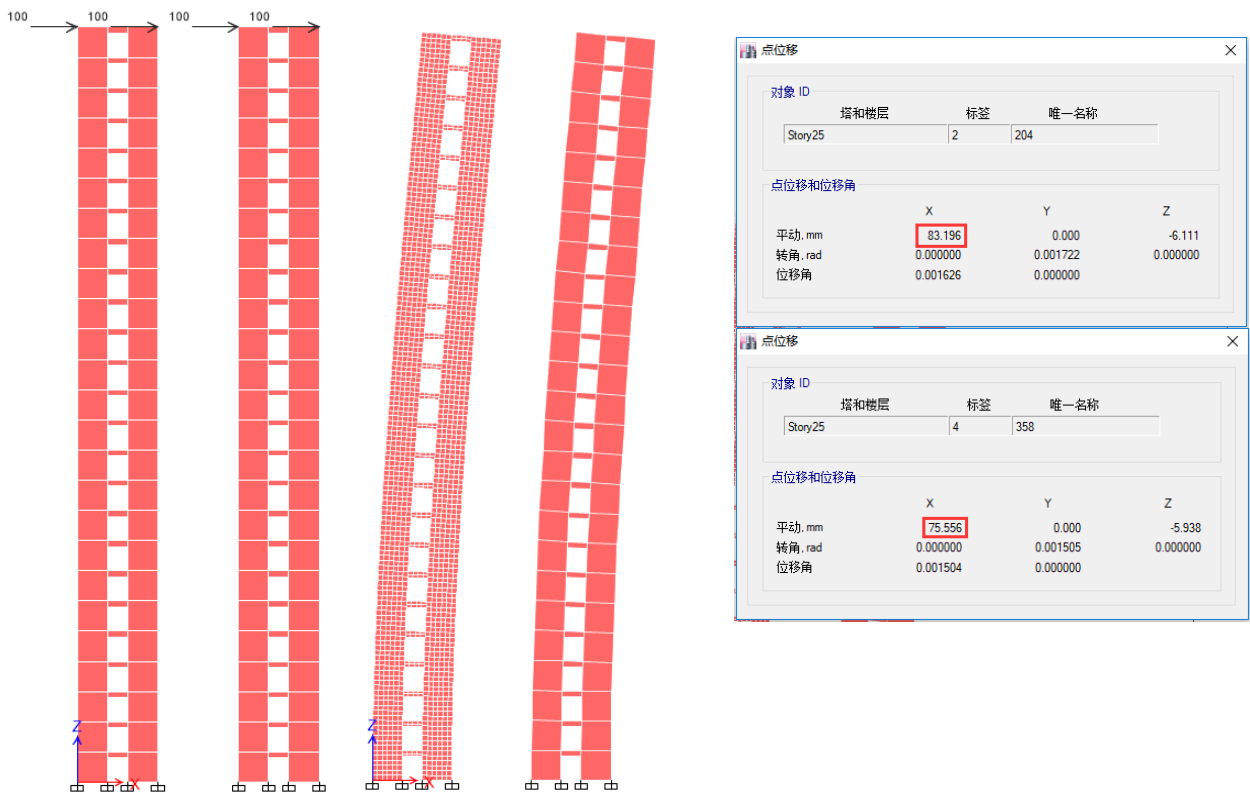 100 100 100 100
Z
X
Z
X
点位移
对象 ID
塔和楼层 标签 唯一名称
Story25 2 204
点位移和位移角
X Y Z
平动, mm 83.196 0.000 -6.111
转角, rad 0.000000 0.001722 0.000000
位移角 0.001626 0.000000
点位移
对象 ID
塔和楼层 标签 唯一名称
Story25 4 358
点位移和位移角
X Y Z
平动, mm 75.556 0.000 -5.938
转角, rad 0.000000 0.001505 0.000000
位移角 0.001504 0.000000